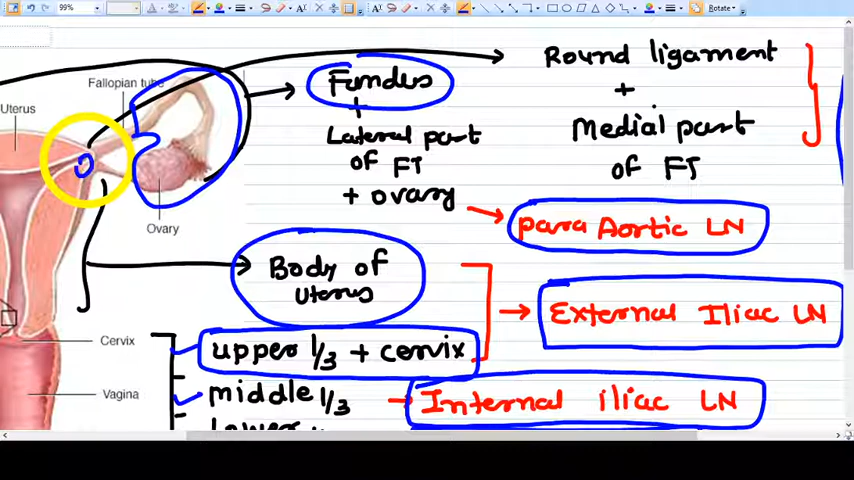 99%
Rotate
Fallopian tube
Uterus
Ovary
Cervix
Vagina
Fundus
+
Lateral part
of FT
+ ovary
Round ligament
+
Medial part
of FT
para Aortic LN
Body of
uterus
External Iliac LN
upper 1/3 + cervix
middle 1/3
Internal iliac LN